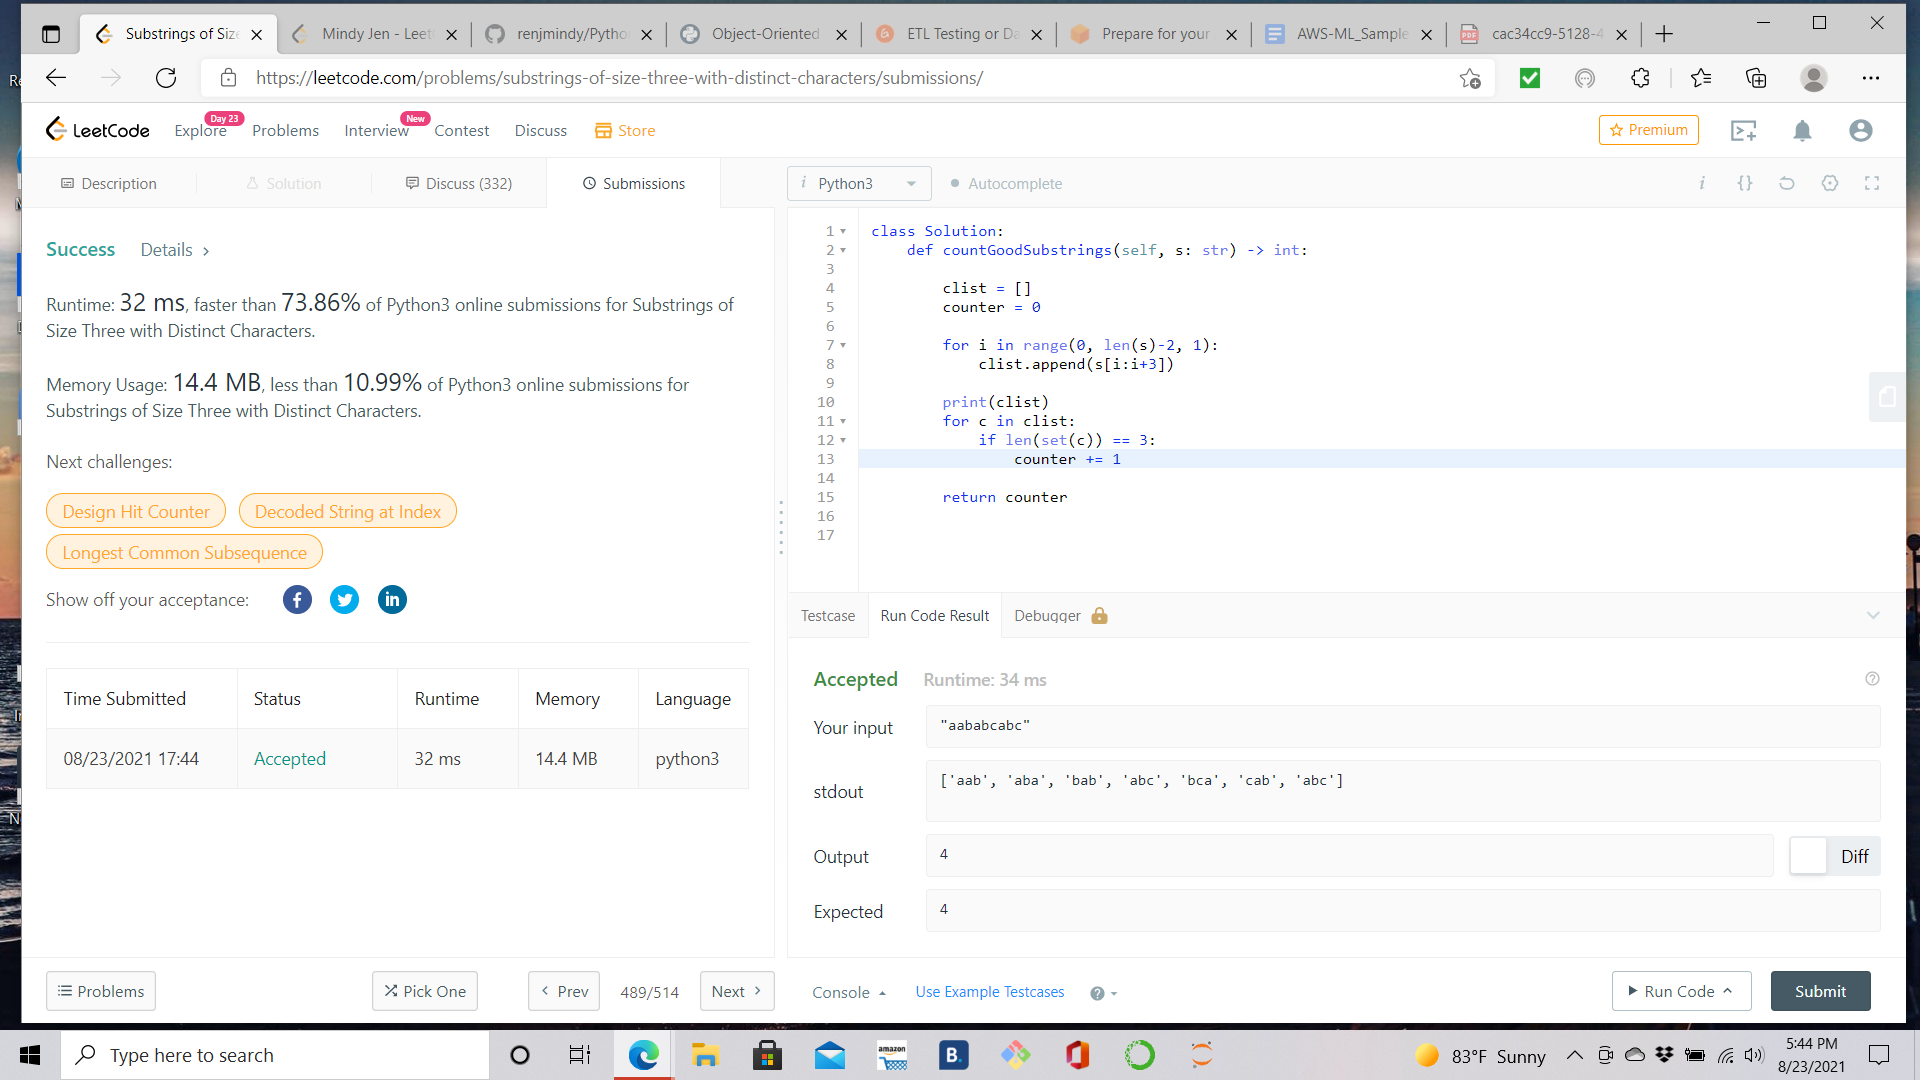 Substrings of Siz
Mindy Jen - Leet
renjmindy/Pytho
Object-Oriented
ETL Testing or Da
Prepare for your
AWS-ML_Sample
cac34cc9-5128-4
https://leetcode.com/problems/substrings-of-size-three-with-distinct-characters/submissions/
LeetCode
Explore
Day 23
Problems
Interview
New
Contest
Discuss
Store
Premium
Description
Solution
Discuss (332)
Submissions
i Python3
Autocomplete
i {}
Success Details >
Runtime: 32 ms, faster than 73.86% of Python3 online submissions for Substrings of
Size Three with Distinct Characters.
Memory Usage: 14.4 MB, less than 10.99% of Python3 online submissions for
Substrings of Size Three with Distinct Characters.
Next challenges:
Design Hit Counter Decoded String at Index
Longest Common Subsequence
Show off your acceptance: f in
Time Submitted Status Runtime Memory Language
08/23/2021 17:44 Accepted 32 ms 14.4 MB python3
1 class Solution:
2 def countGoodSubstrings(self, s: str) -> int:
3
4 clist = []
5 counter = 0
6
7 for i in range(0, len(s)-2, 1):
8 clist.append(s[i:i+3])
9
10 print(clist)
11 for c in clist:
12 if len(set(c)) == 3:
13 counter += 1
14
15 return counter
16
17
Testcase Run Code Result Debugger
Accepted Runtime: 34 ms
Your input "aababcabc"
stdout ['aab', 'aba', 'bab', 'abc', 'bca', 'cab', 'abc']
Output 4 Diff
Expected 4
Problems Pick One < Prev 489/514 Next > Console Use Example Testcases Run Code Submit
Type here to search
amazon
B.
83°F Sunny
5:44 PM
8/23/2021